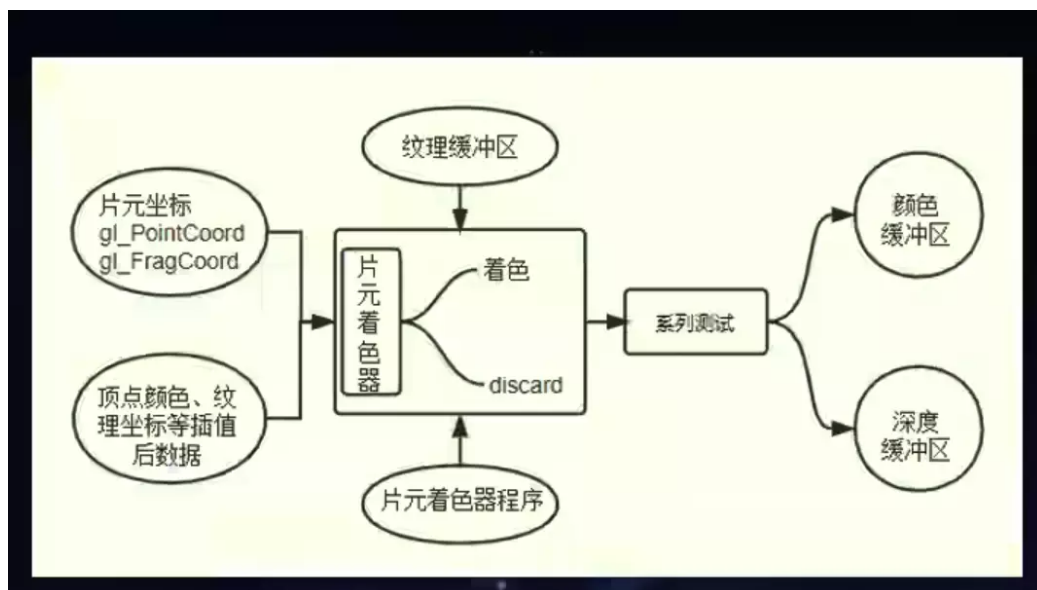 纹理缓冲区
片元坐标
gl_PointCoord
gl_FragCoord
顶点颜色、纹
理坐标等插值
后数据
片元着色器
着色
discard
片元着色器程序
系列测试
颜色
缓冲区
深度
缓冲区